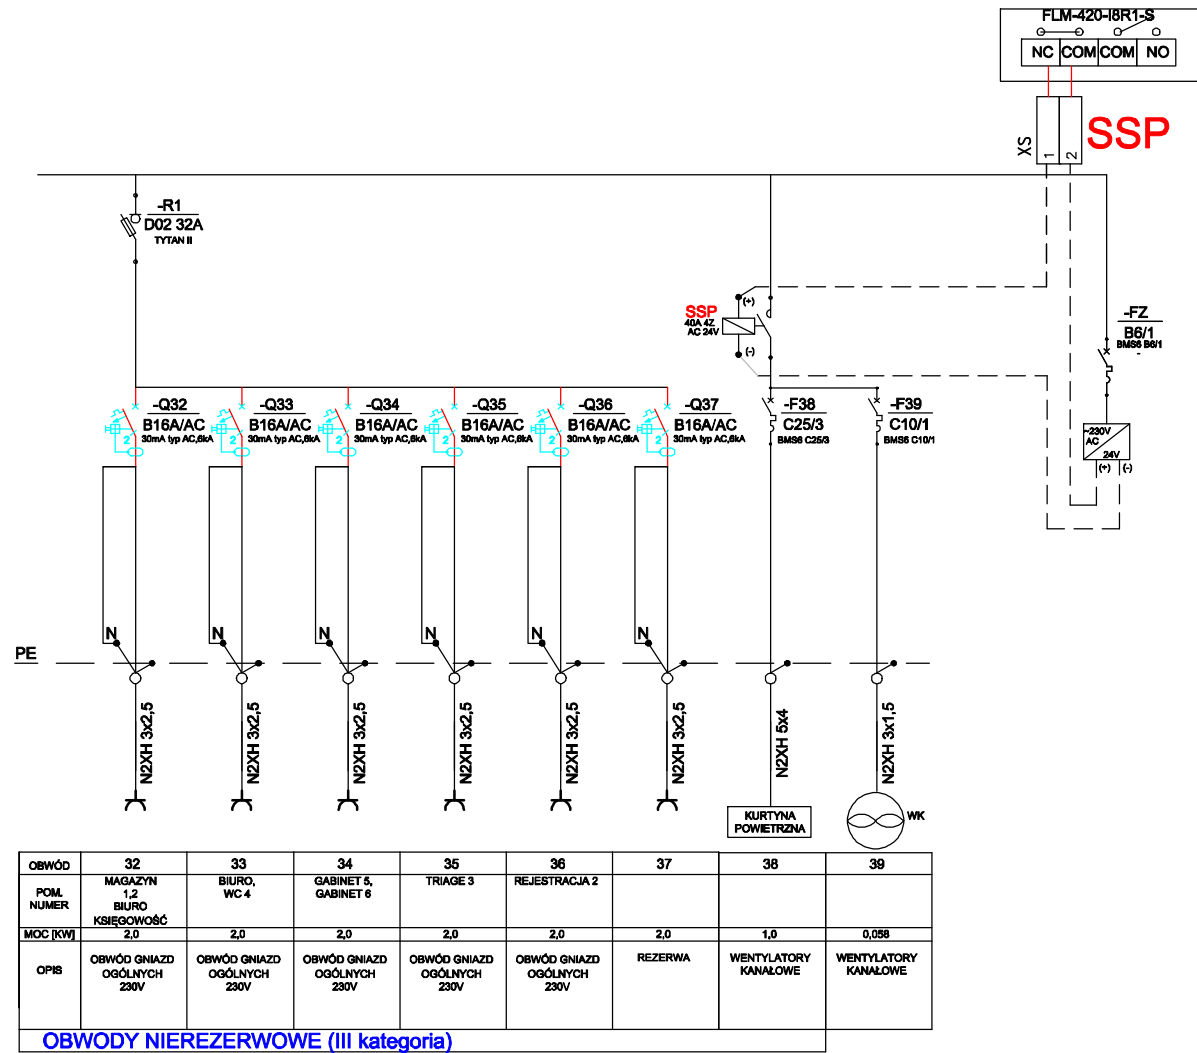 FLM-420-I8R1-S
NC COM COM NO
XS
1
2
SSP
-R1
D02 32A
TYTAN II
SSP
40A 4Z
AC 24V
(+)
(-)
-FZ
B6/1
BMS6 B6/1
-
-Q32
B16A/AC
30mA typ AC,6kA
2
-Q33
B16A/AC
30mA typ AC,6kA
2
-Q34
B16A/AC
30mA typ AC,6kA
2
-Q35
B16A/AC
30mA typ AC,6kA
2
-Q36
B16A/AC
30mA typ AC,6kA
2
-Q37
B16A/AC
30mA typ AC,6kA
2
-F38
C25/3
BMS6 C25/3
-F39
C10/1
BMS6 C10/1
~230V
AC
24V
(+) (-)
N N N N N N
PE
N2XH 3x2,5
N2XH 3x2,5
N2XH 3x2,5
N2XH 3x2,5
N2XH 3x2,5
N2XH 3x2,5
N2XH 5x4
N2XH 3x1,5
KURTYNA
POWIETRZNA
WK
OBWÓD 32 33 34 35 36 37 38 39
POM.
NUMER
MAGAZYN
1,2
BIURO
KSIĘGOWOŚĆ
BIURO,
WC 4
GABINET 5,
GABINET 6
TRIAGE 3
REJESTRACJA 2
MOC [KW] 2,0 2,0 2,0 2,0 2,0 2,0 1,0 0,058
OPIS
OBWÓD GNIAZD
OGÓLNYCH
230V
OBWÓD GNIAZD
OGÓLNYCH
230V
OBWÓD GNIAZD
OGÓLNYCH
230V
OBWÓD GNIAZD
OGÓLNYCH
230V
OBWÓD GNIAZD
OGÓLNYCH
230V
REZERWA
WENTYLATORY
KANAŁOWE
WENTYLATORY
KANAŁOWE
OBWODY NIEREZERWOWE (III kategoria)